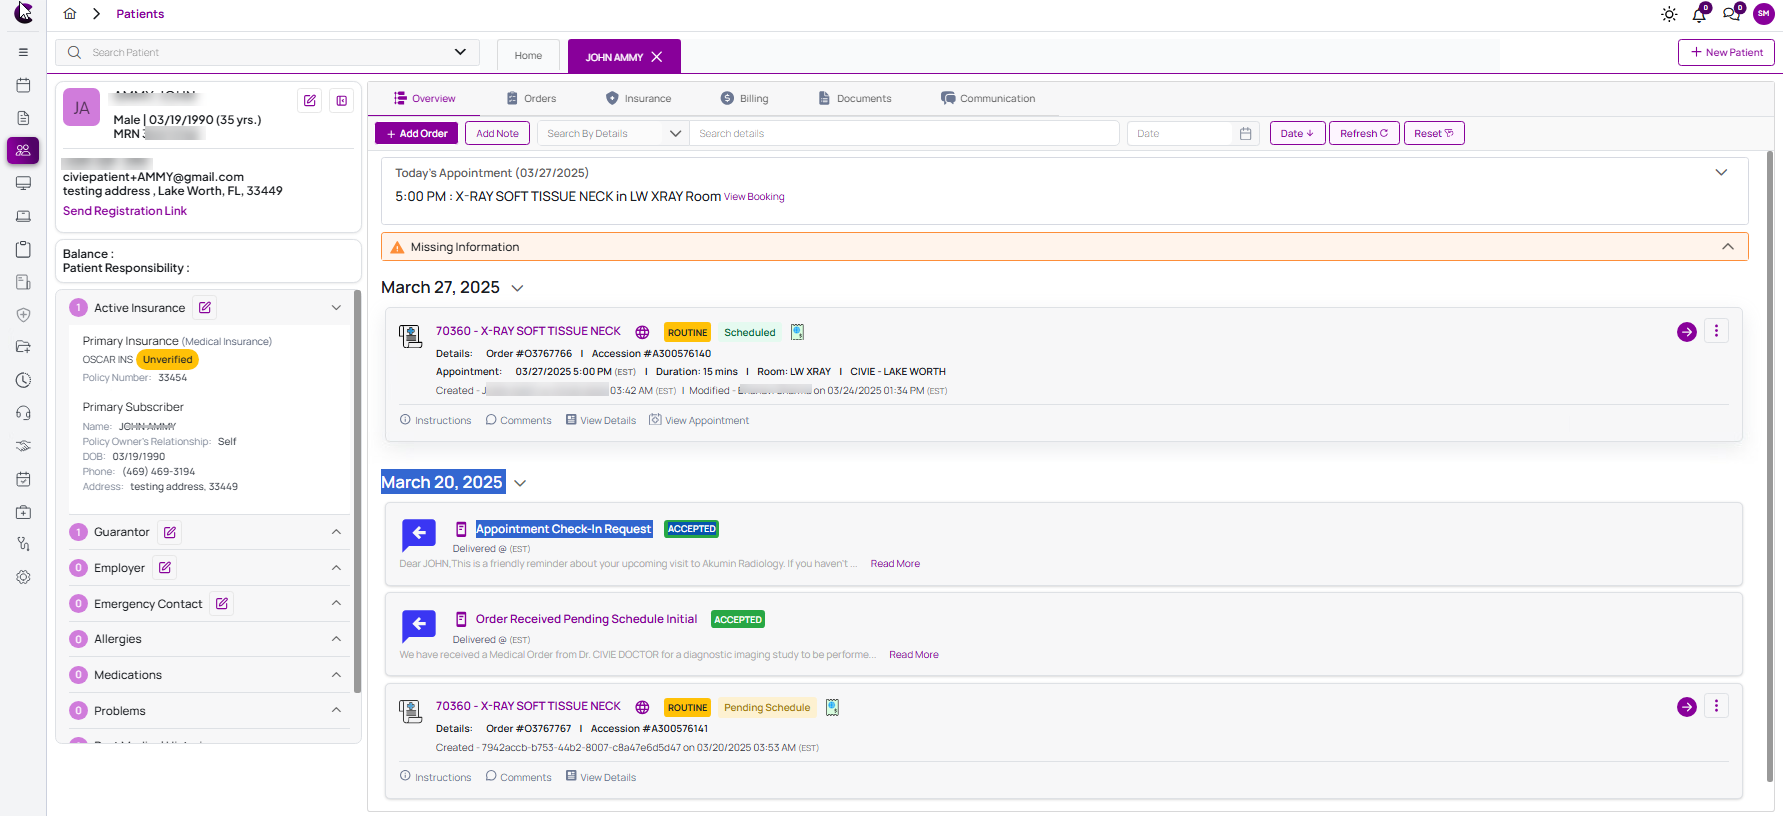 Patients
0
0
SM
Search Patient
Home
JOHN AMMY
+ New Patient
JA
AMMY JOHN
Male | 03/19/1990 (35 yrs.)
MRN
civiepatient+AMMY@gmail.com
testing address , Lake Worth, FL, 33449
Send Registration Link
Balance :
Patient Responsibility :
1 Active Insurance
Primary Insurance (Medical Insurance)
OSCAR INS Unverified
Policy Number: 33454
Primary Subscriber
Name: JOHN AMMY
Policy Owner's Relationship: Self
DOB: 03/19/1990
Phone: (469) 469-3194
Address: testing address, 33449
1 Guarantor
0 Employer
0 Emergency Contact
0 Allergies
0 Medications
0 Problems
Overview
Orders
Insurance
Billing
Documents
Communication
+ Add Order
Add Note
Search By Details
Search details
Date
Date
Refresh
Reset
Today's Appointment (03/27/2025)
5:00 PM : X-RAY SOFT TISSUE NECK in LW XRAY Room View Booking
Missing Information
March 27, 2025
70360 - X-RAY SOFT TISSUE NECK ROUTINE Scheduled
Details: Order #O3767766 | Accession #A300576140
Appointment: 03/27/2025 5:00 PM (EST) | Duration: 15 mins | Room: LW XRAY | CIVIE - LAKE WORTH
Created - J 03:42 AM (EST) | Modified - on 03/24/2025 01:34 PM (EST)
Instructions Comments View Details View Appointment
March 20, 2025
Appointment Check-In Request ACCEPTED
Delivered @ (EST)
Dear JOHN,This is a friendly reminder about your upcoming visit to Akumin Radiology. If you haven't ... Read More
Order Received Pending Schedule Initial ACCEPTED
Delivered @ (EST)
We have received a Medical Order from Dr. CIVIE DOCTOR for a diagnostic imaging study to be performe... Read More
70360 - X-RAY SOFT TISSUE NECK ROUTINE Pending Schedule
Details: Order #O3767767 | Accession #A300576141
Created - 7942accb-b753-44b2-8007-c8a47e6d5d47 on 03/20/2025 03:53 AM (EST)
Instructions Comments View Details